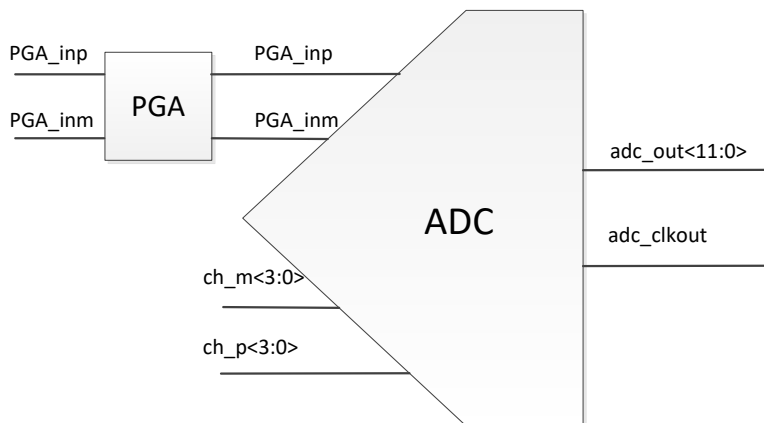 PGA_inp
PGA_inp
PGA
PGA_inm
PGA_inm
adc_out<11:0>
ADC
adc_clkout
ch_m<3:0>
ch_p<3:0>